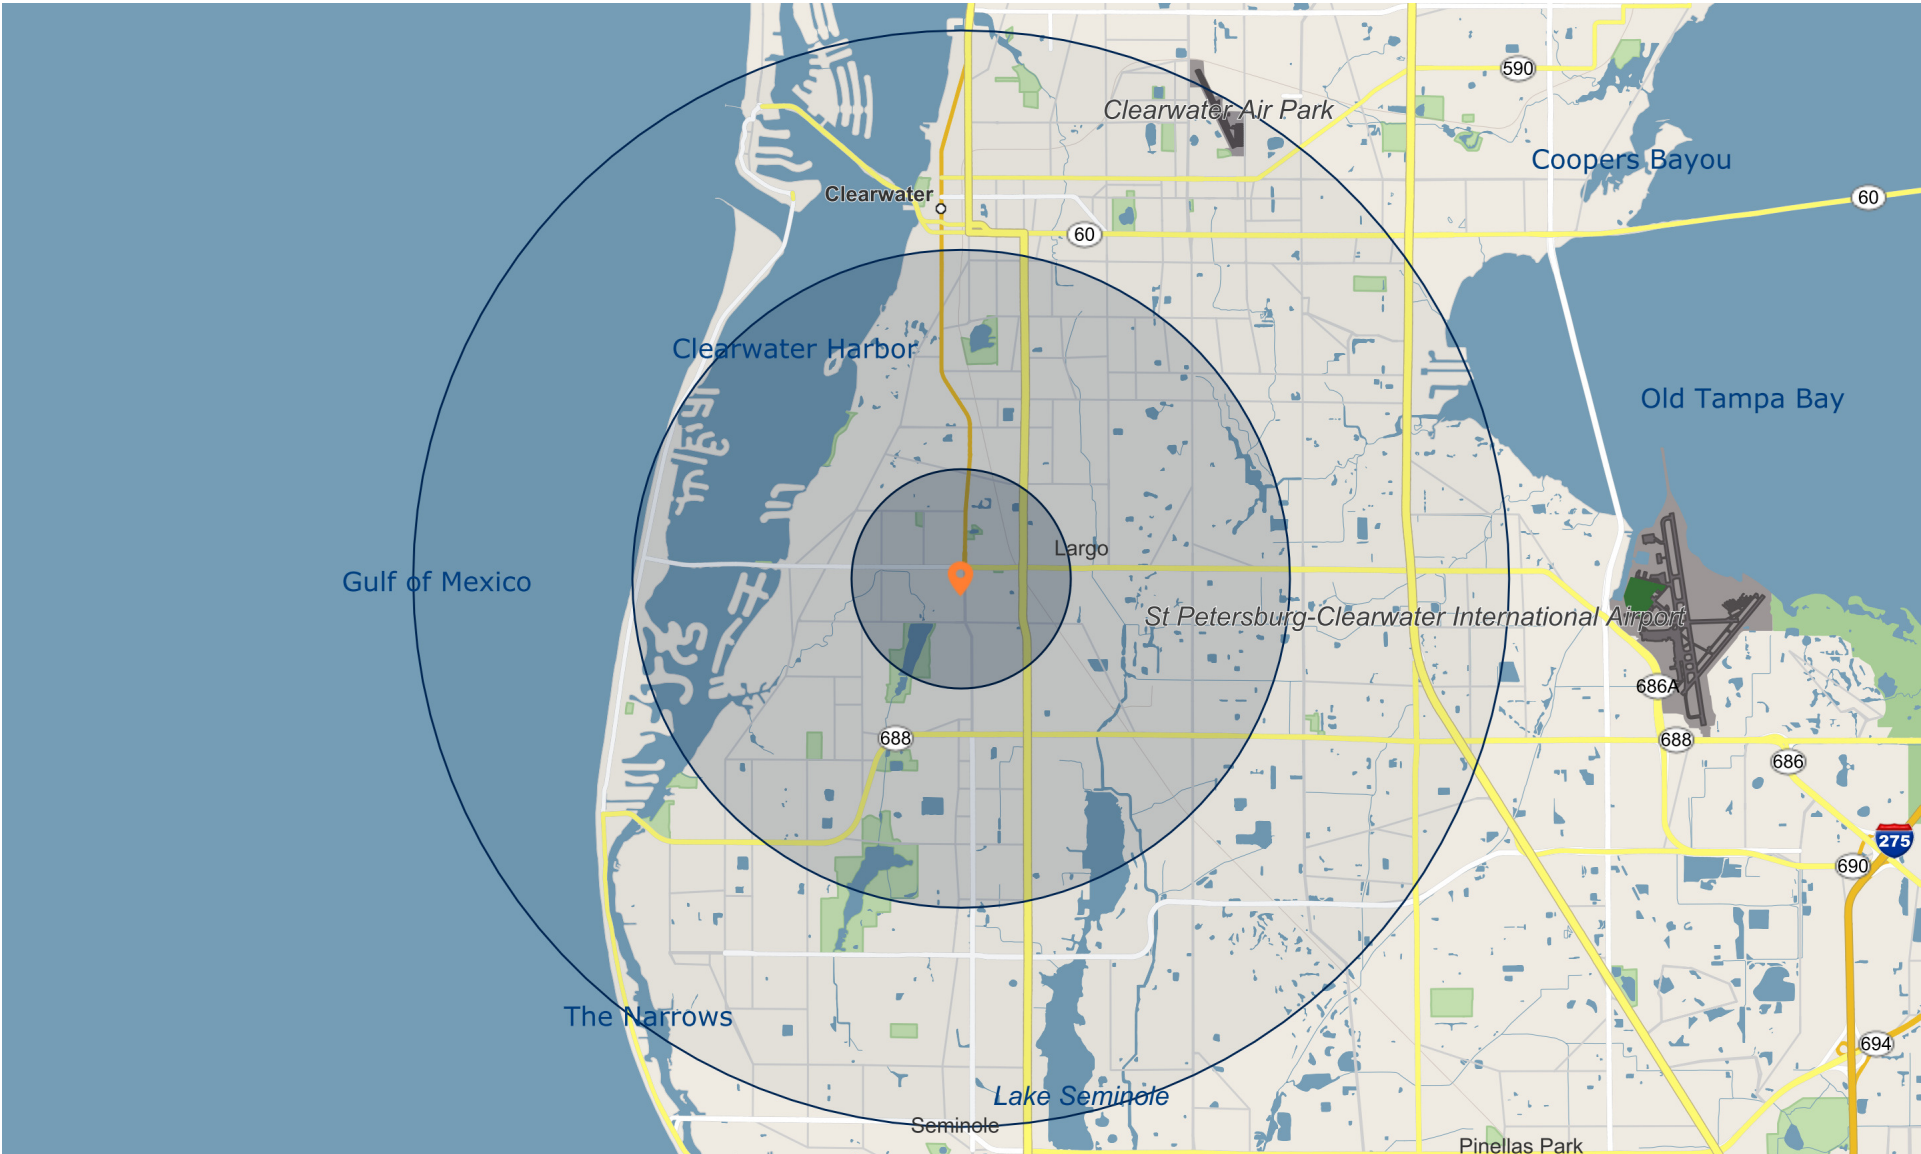 590
Clearwater Air Park
Coopers Bayou
Clearwater
60
60
Clearwater Harbor
Old Tampa Bay
Largo
Gulf of Mexico
St Petersburg-Clearwater International Airport
686A
688
688
686
275
690
The Narrows
694
Lake Seminole
Seminole
Pinellas Park